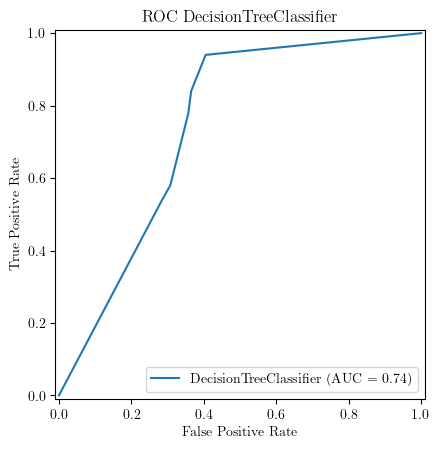 ROC DecisionTreeClassifier
1.0
0.8
0.6
0.4
0.2
0.0
True Positive Rate
DecisionTreeClassifier (AUC = 0.74)
0.0 0.2 0.4 0.6 0.8 1.0
False Positive Rate